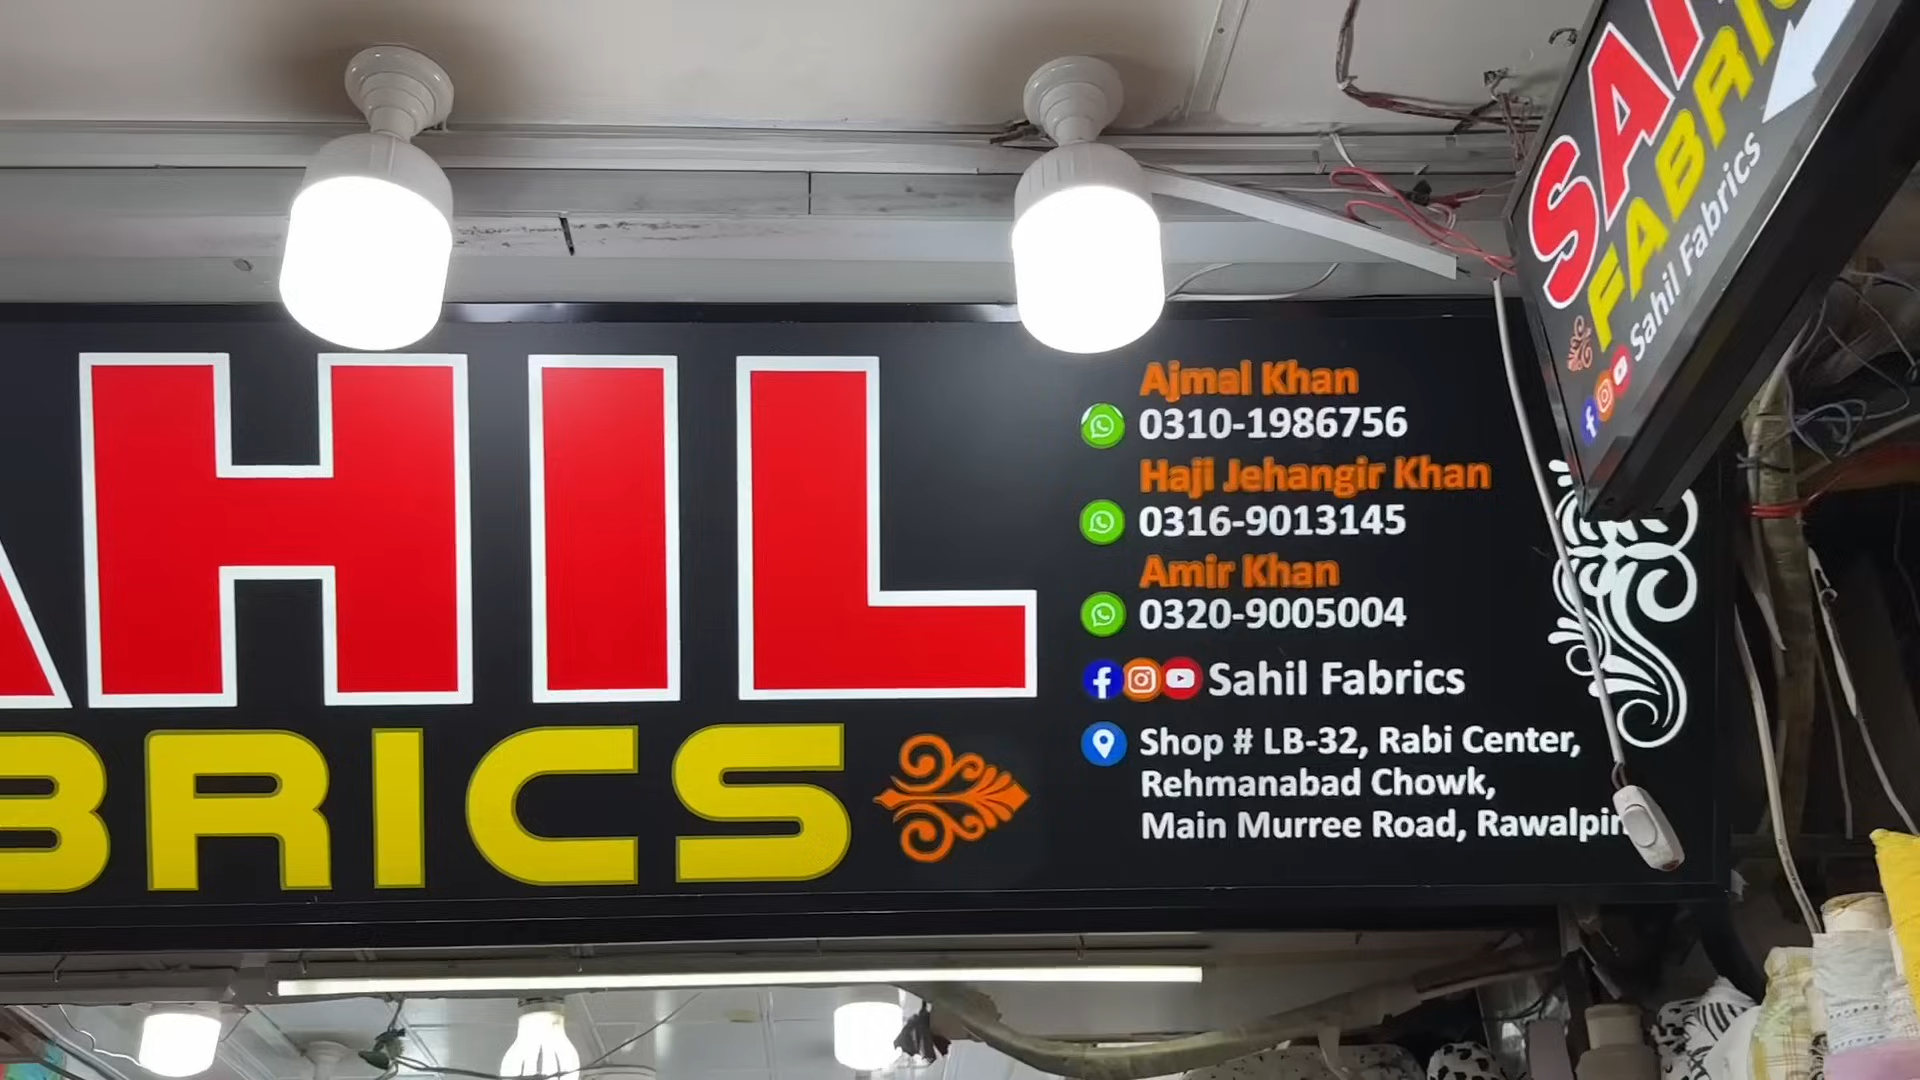 AHIL
BRICS
Ajmal Khan
0310-1986756
Haji Jehangir Khan
0316-9013145
Amir Khan
0320-9005004
Sahil Fabrics
Shop # LB-32, Rabi Center,
Rehmanabad Chowk,
Main Murree Road, Rawalpin
SAH
FABRIC
Sahil Fabrics